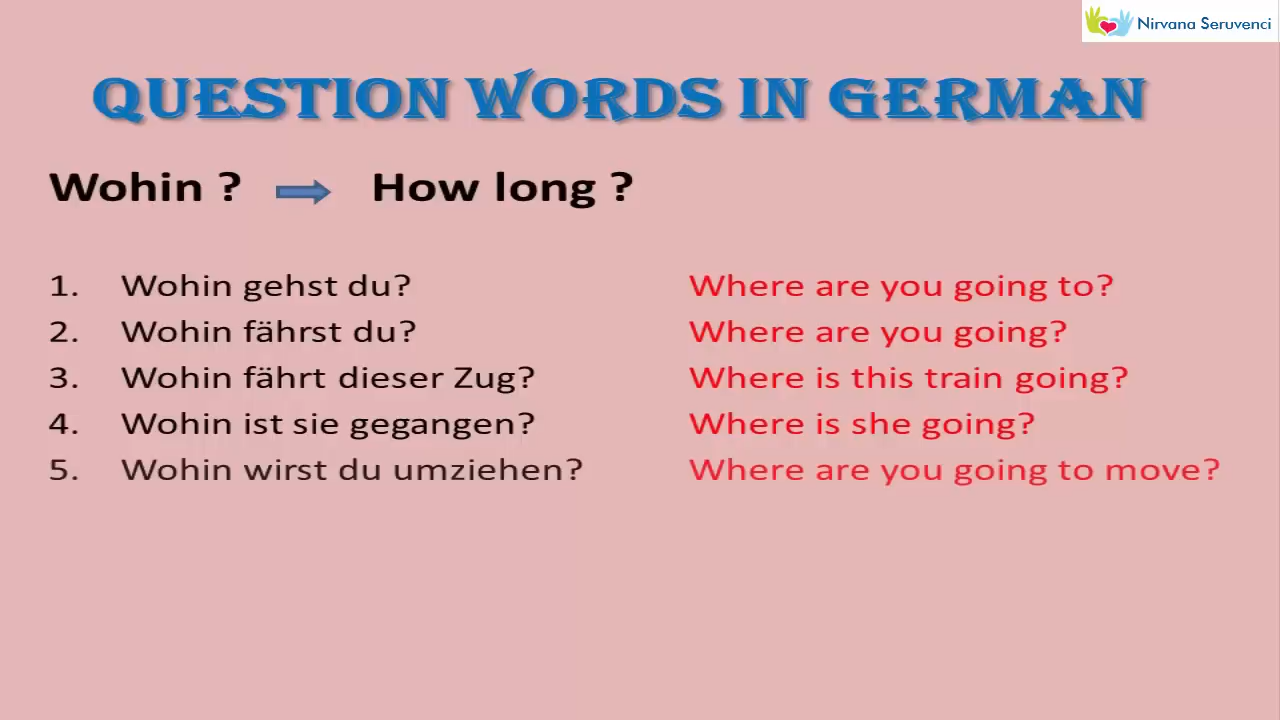 Nirvana Seruvenci
QUESTION WORDS IN GERMAN
Wohin ? How long ?
1. Wohin gehst du? Where are you going to?
2. Wohin fährst du? Where are you going?
3. Wohin fährt dieser Zug? Where is this train going?
4. Wohin ist sie gegangen? Where is she going?
5. Wohin wirst du umziehen? Where are you going to move?